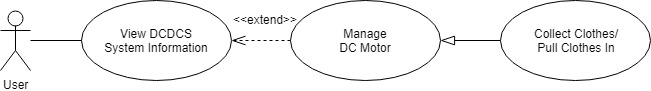 View DCDCS
System Information
<<extend>>
Manage
DC Motor
Collect Clothes/
Pull Clothes In
User